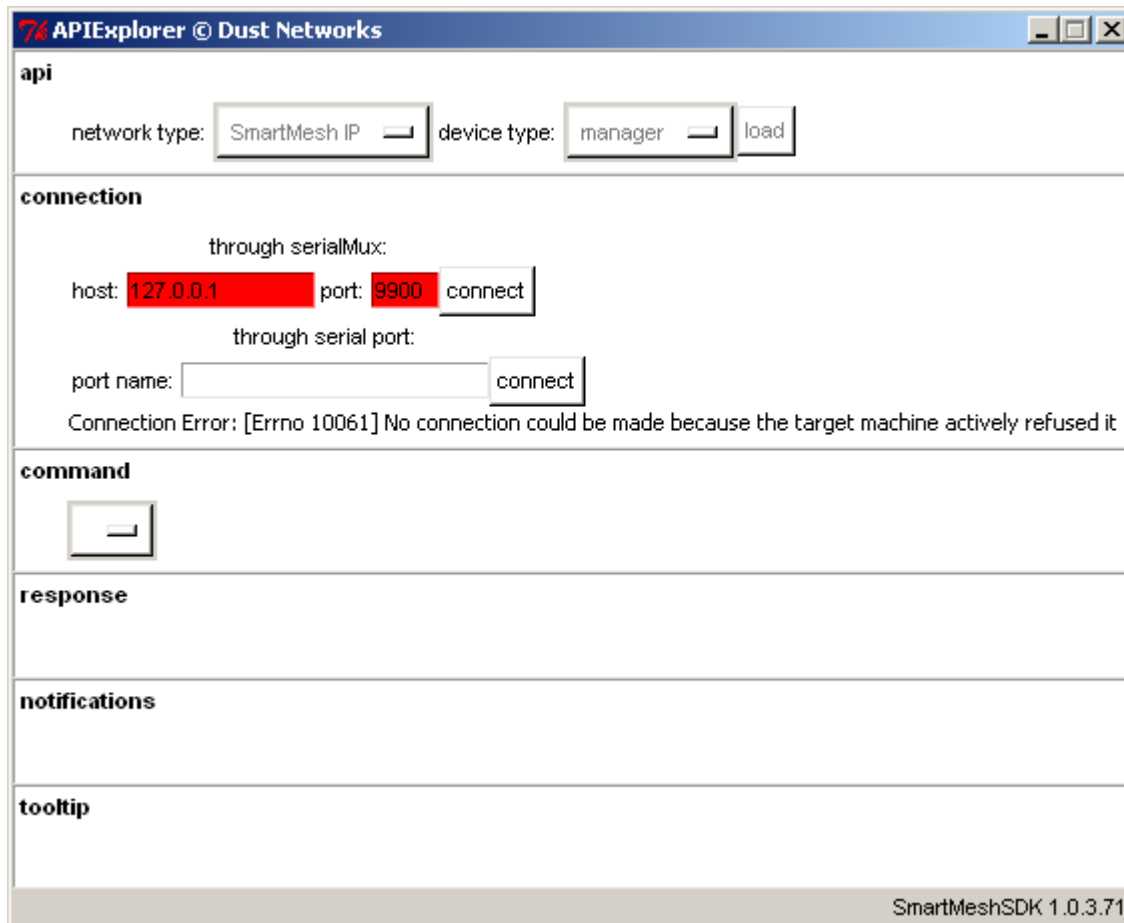 APIExplorer © Dust Networks
api
network type: SmartMesh IP device type: manager load
connection
through serialMux:
host: 127.0.0.1 port: 9900 connect
through serial port:
port name: connect
Connection Error: [Errno 10061] No connection could be made because the target machine actively refused it
command
response
notifications
tooltip
SmartMeshSDK 1.0.3.71